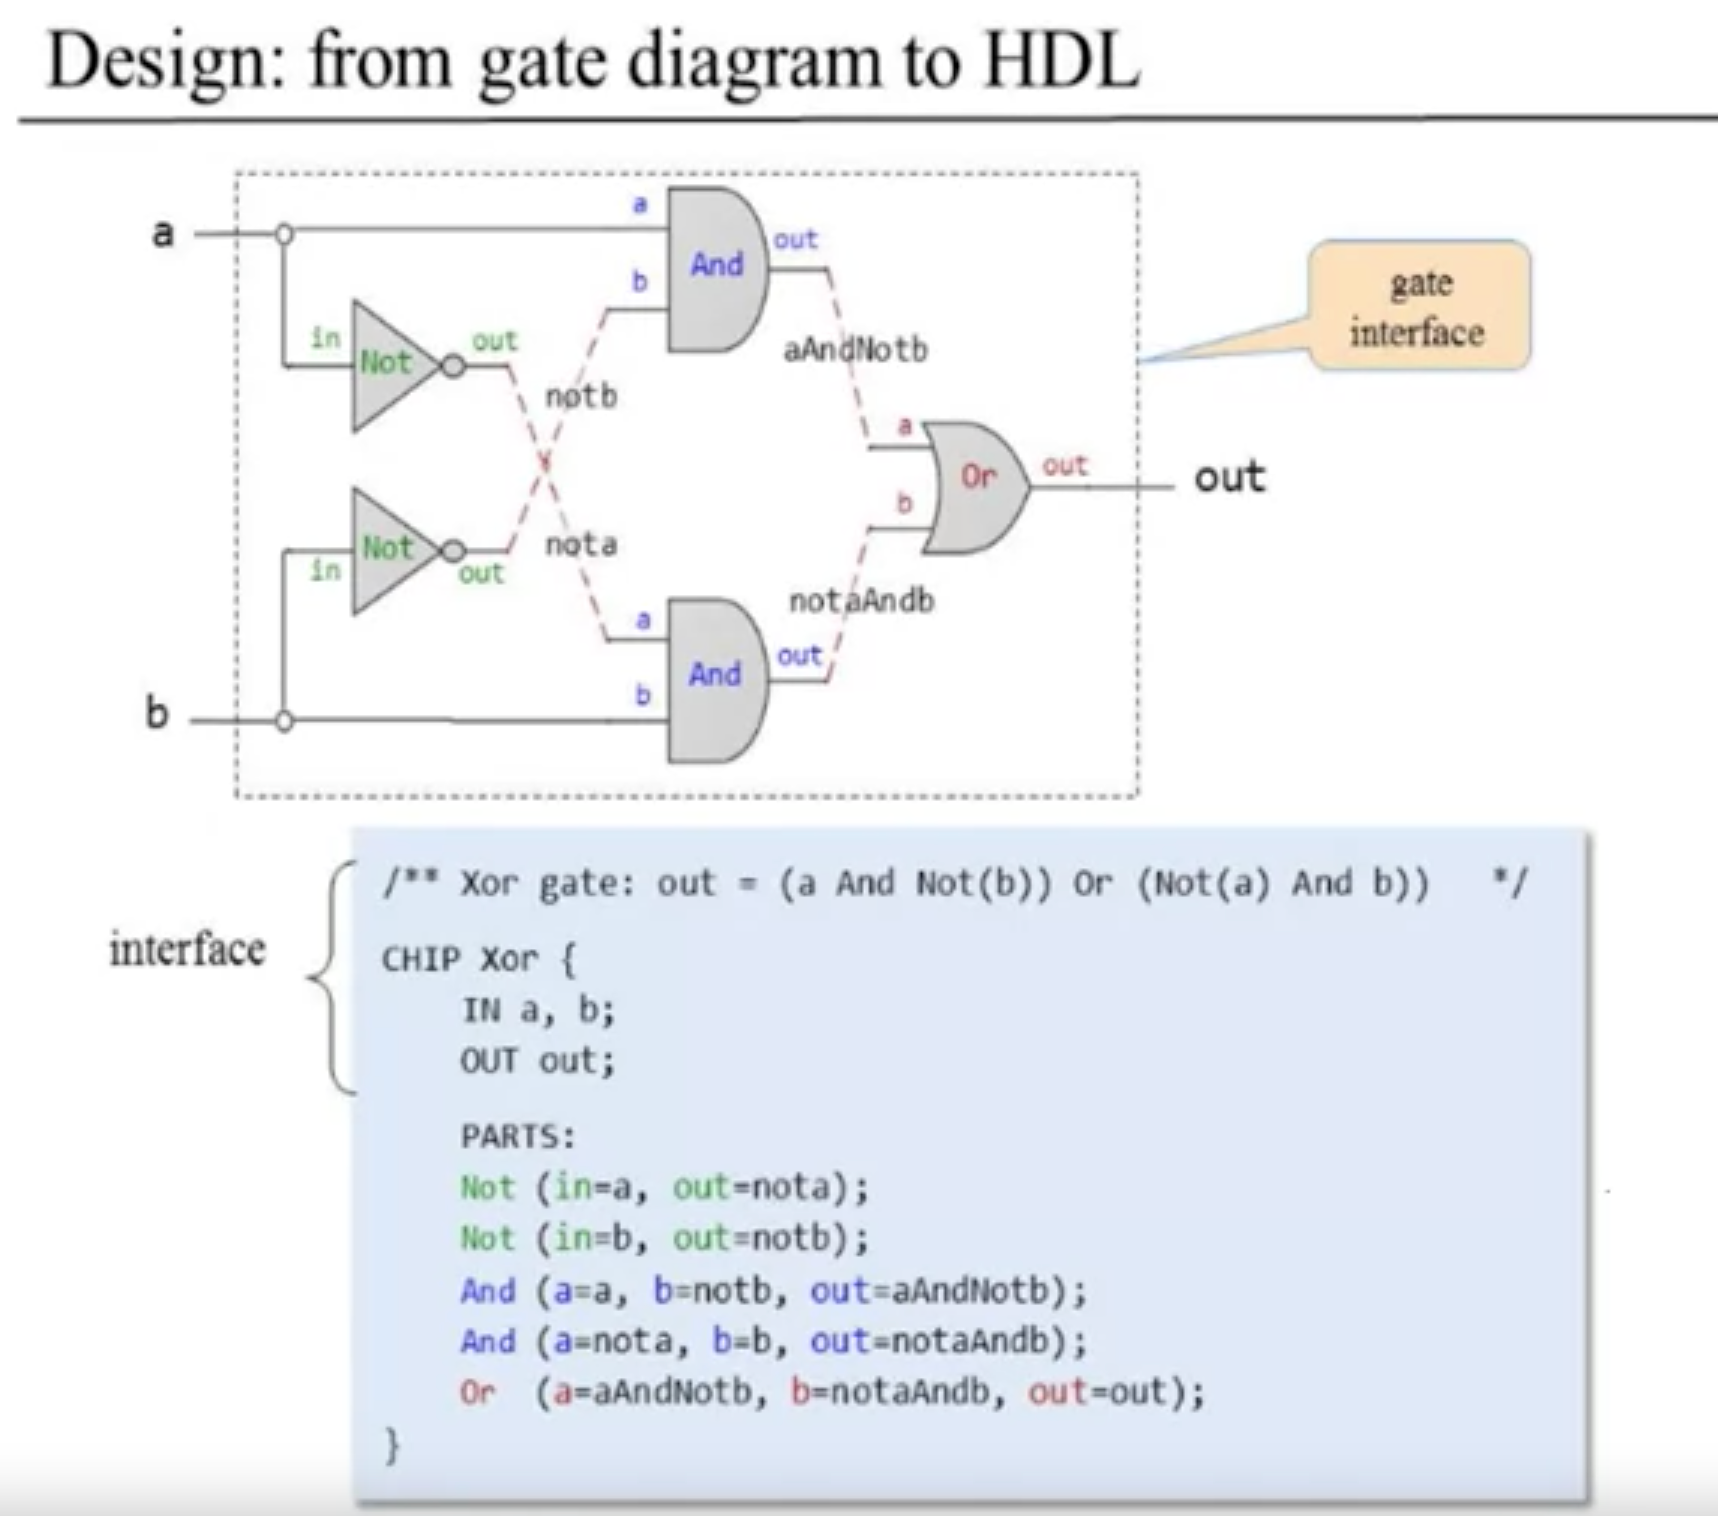 Design: from gate diagram to HDL
a
a
And
out
b
in
Not
out
notb
aAndNotb
gate
interface
a
Or
out
out
b
in
Not
out
nota
notaAndb
a
And
out
b
b
interface
/** Xor gate: out = (a And Not(b)) Or (Not(a) And b)) */
CHIP Xor {
IN a, b;
OUT out;
PARTS:
Not (in=a, out=nota);
Not (in=b, out=notb);
And (a=a, b=notb, out=aAndNotb);
And (a=nota, b=b, out=notaAndb);
Or (a=aAndNotb, b=notaAndb, out=out);
}